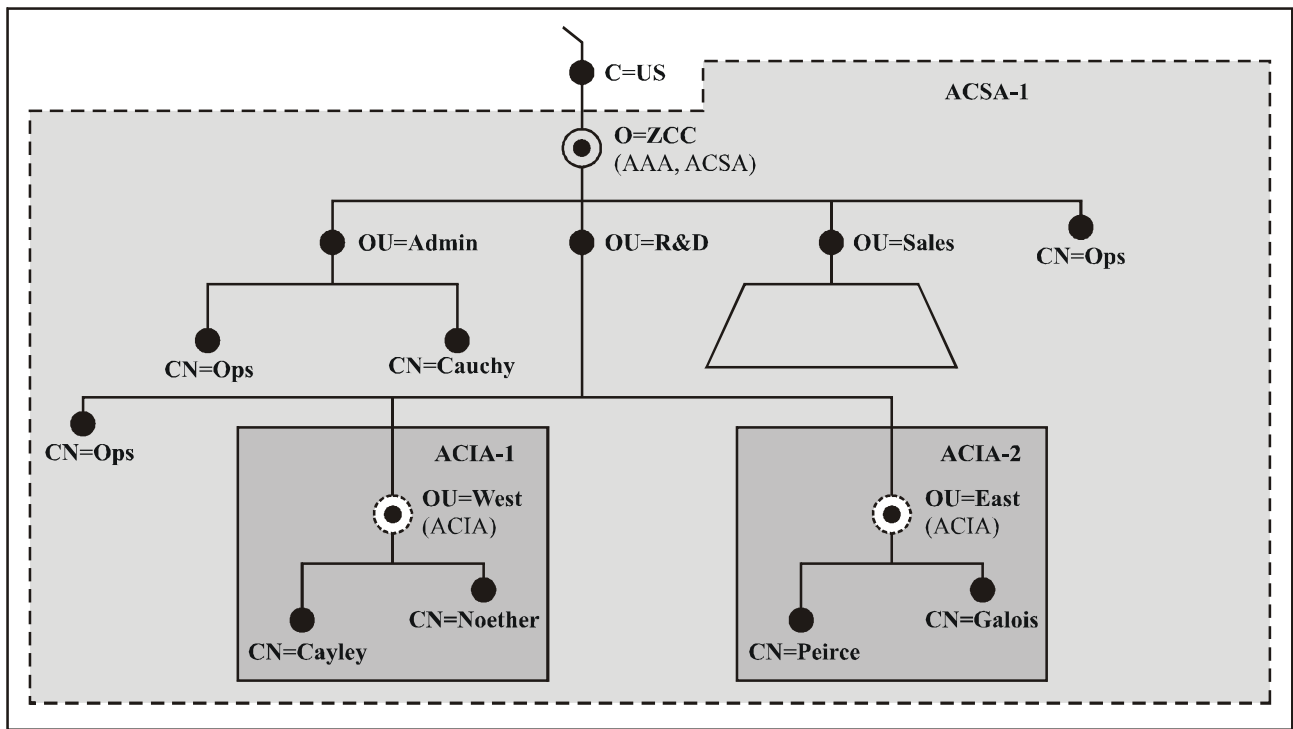 C=US
ACSA-1
O=ZCC
(AAA, ACSA)
OU=Admin
OU=R&D
OU=Sales
CN=Ops
CN=Ops
CN=Cauchy
CN=Ops
ACIA-1
OU=West
(ACIA)
CN=Noether
CN=Cayley
ACIA-2
OU=East
(ACIA)
CN=Galois
CN=Peirce